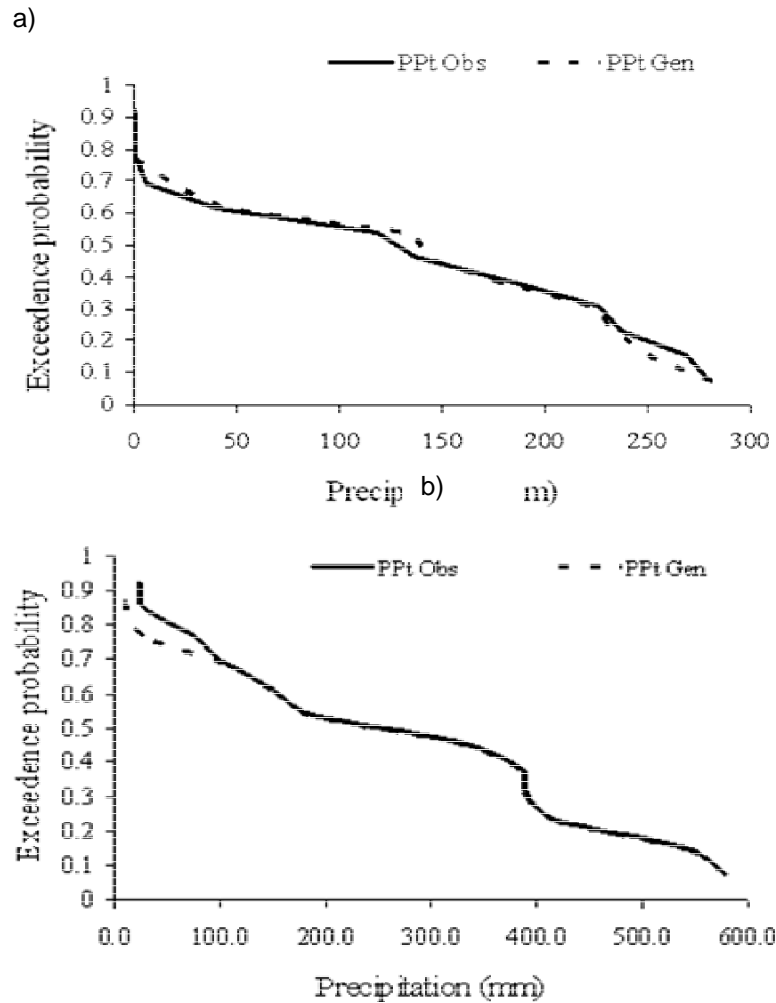 a)
PPt Obs PPt Gen
1
0.9
0.8
0.7
0.6
0.5
0.4
0.3
0.2
0.1
0
Exceedence probability
0 50 100 150 200 250 300
Precip m)
b)
PPt Obs PPt Gen
1
0.9
0.8
0.7
0.6
0.5
0.4
0.3
0.2
0.1
0
Exceedence probability
0.0 100.0 200.0 300.0 400.0 500.0 600.0
Precipitation (mm)